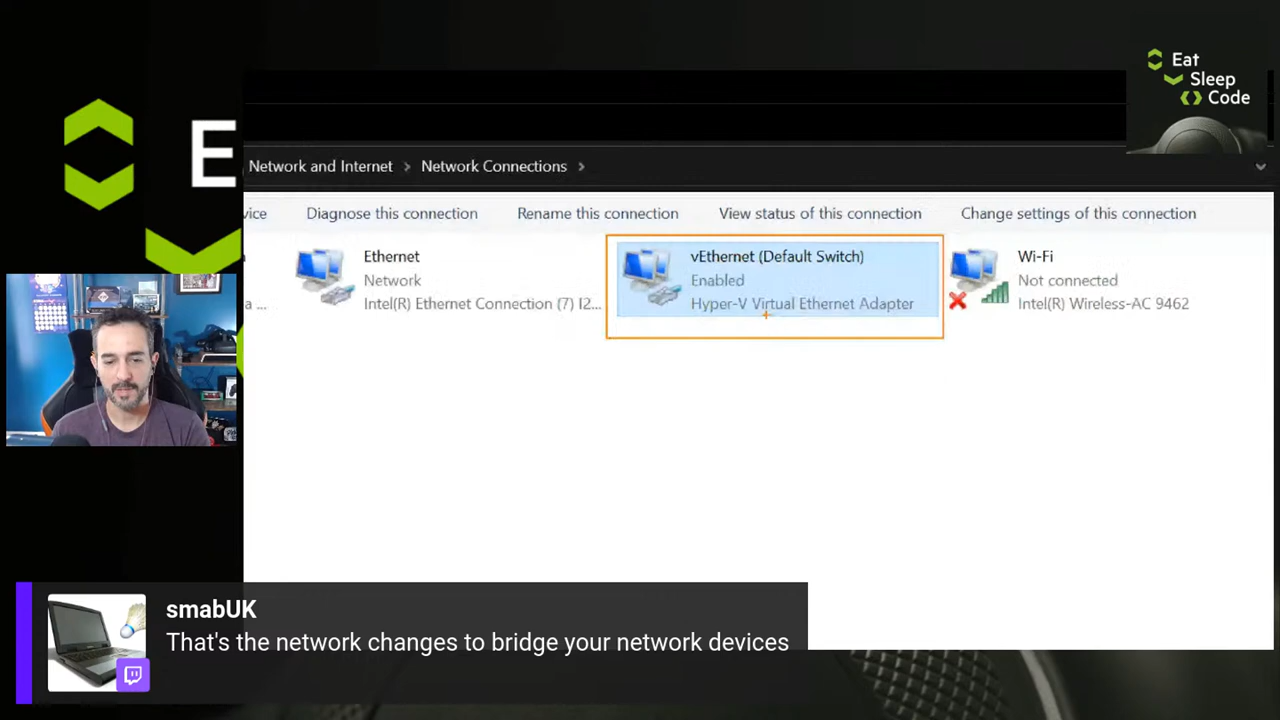 Eat
Sleep
Code
E
Network and Internet > Network Connections >
vice
Diagnose this connection
Rename this connection
View status of this connection
Change settings of this connection
Ethernet
Network
Intel(R) Ethernet Connection (7) I2...
a ...
vEthernet (Default Switch)
Enabled
Hyper-V Virtual Ethernet Adapter
Wi-Fi
Not connected
Intel(R) Wireless-AC 9462
smabUK
That's the network changes to bridge your network devices